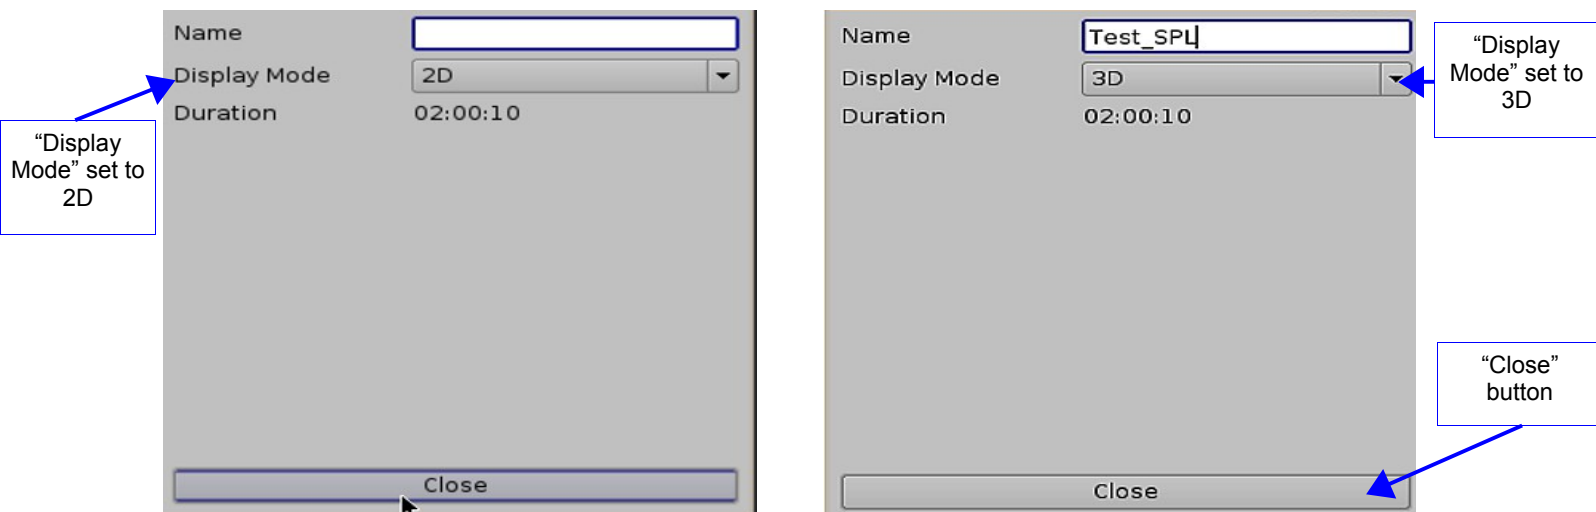 Name
Display Mode 2D
Duration 02:00:10
“Display
Mode” set to
2D
Close
Name Test_SPL
Display Mode 3D
Duration 02:00:10
“Display
Mode” set to
3D
“Close”
button
Close